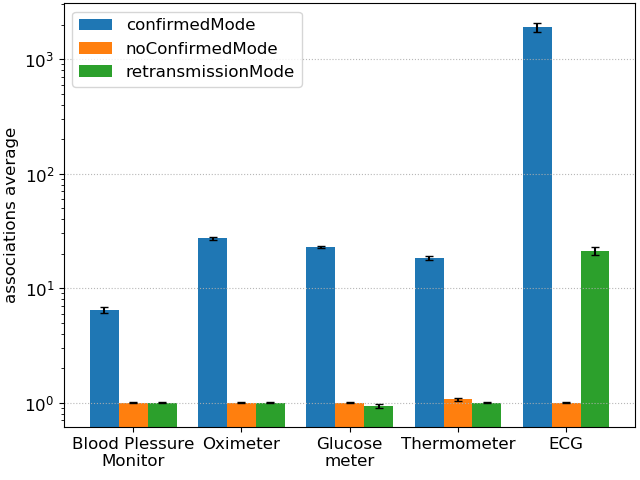 confirmedMode
noConfirmedMode
retransmissionMode
associations average
10³
10²
10¹
10⁰
Blood Plessure
Monitor
Oximeter
Glucose
meter
Thermometer
ECG